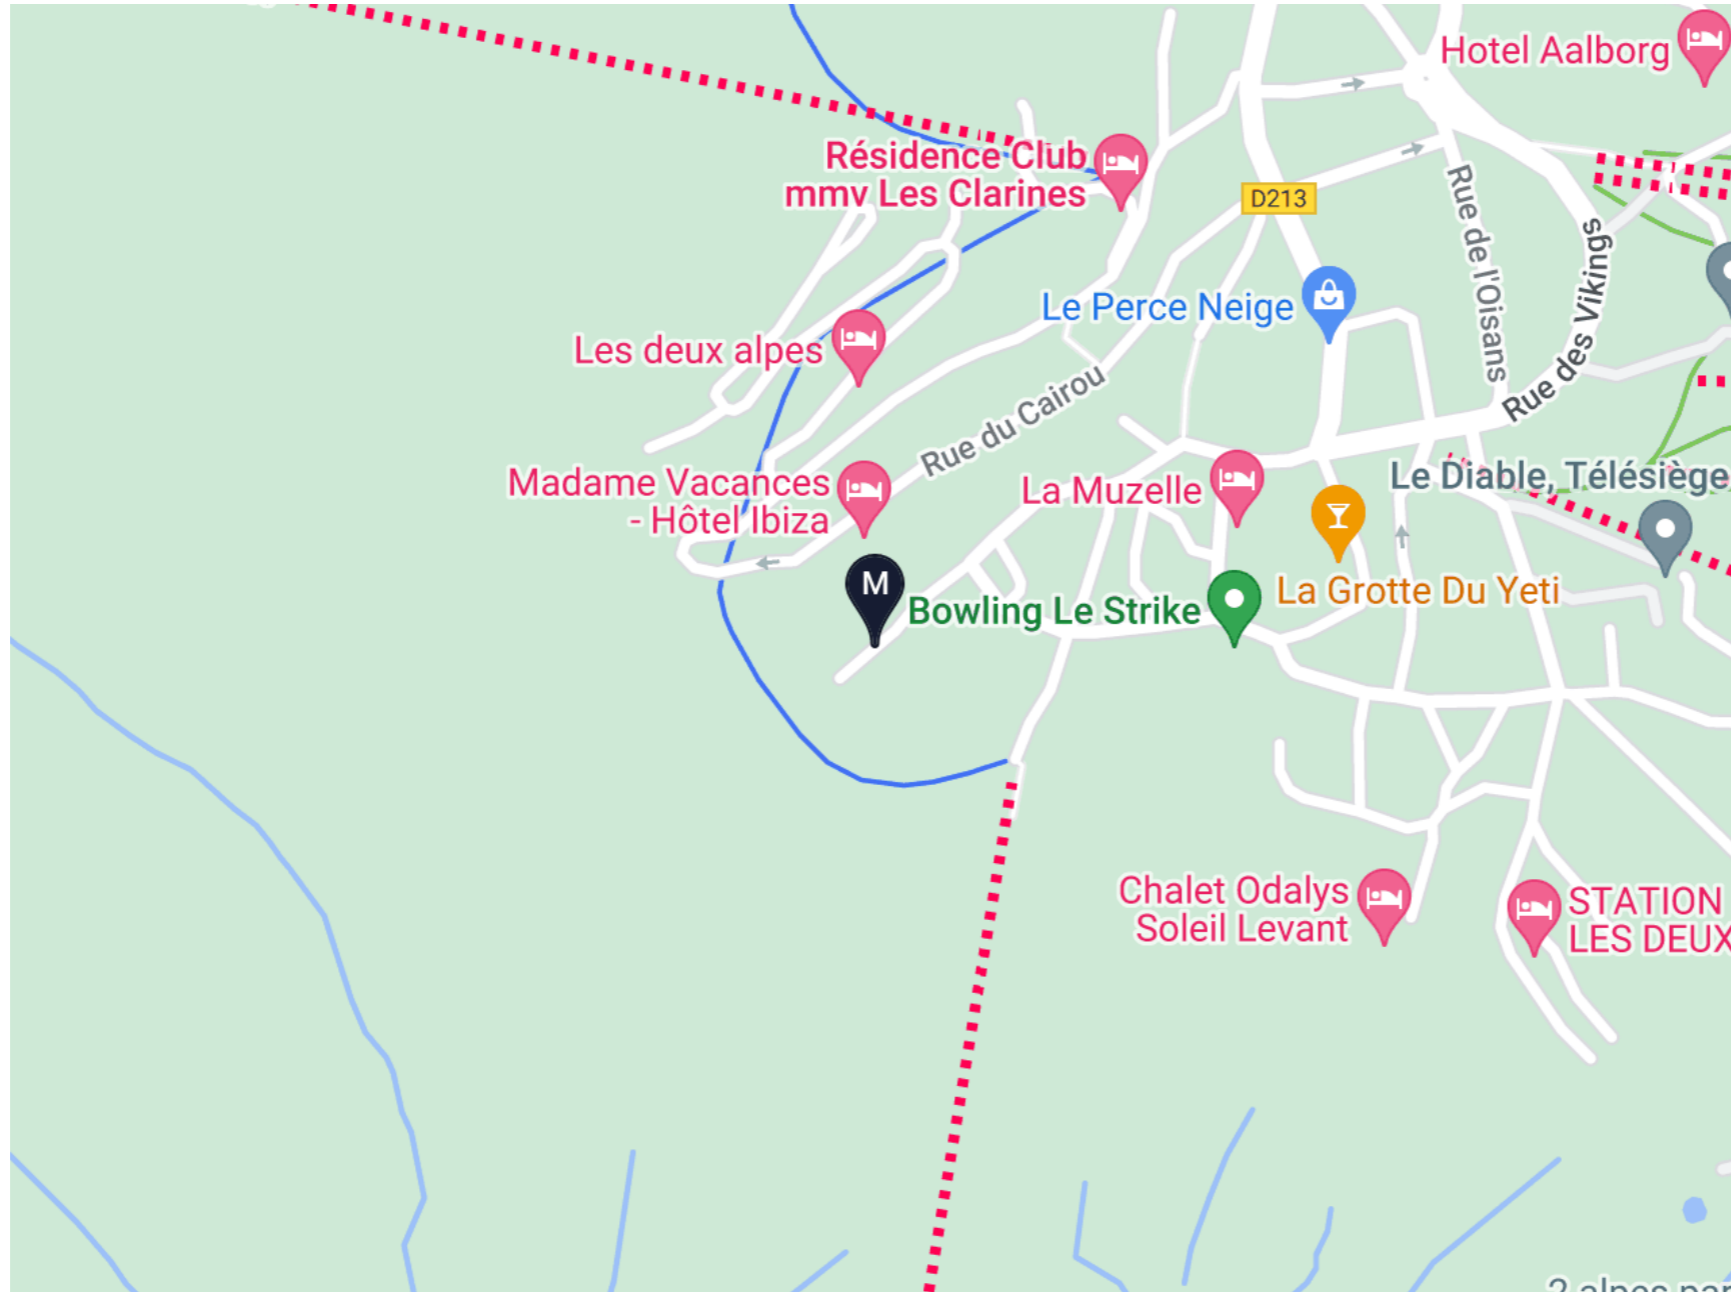 Hotel Aalborg
Résidence Club
mmv Les Clarines
D213
Rue de l'Oisans
Rue des Vikings
Le Perce Neige
Les deux alpes
Rue du Cairou
Madame Vacances
- Hôtel Ibiza
La Muzelle
Le Diable, Télésiège
M
Bowling Le Strike
La Grotte Du Yeti
Chalet Odalys
Soleil Levant
STATION
LES DEUX
2 alpes